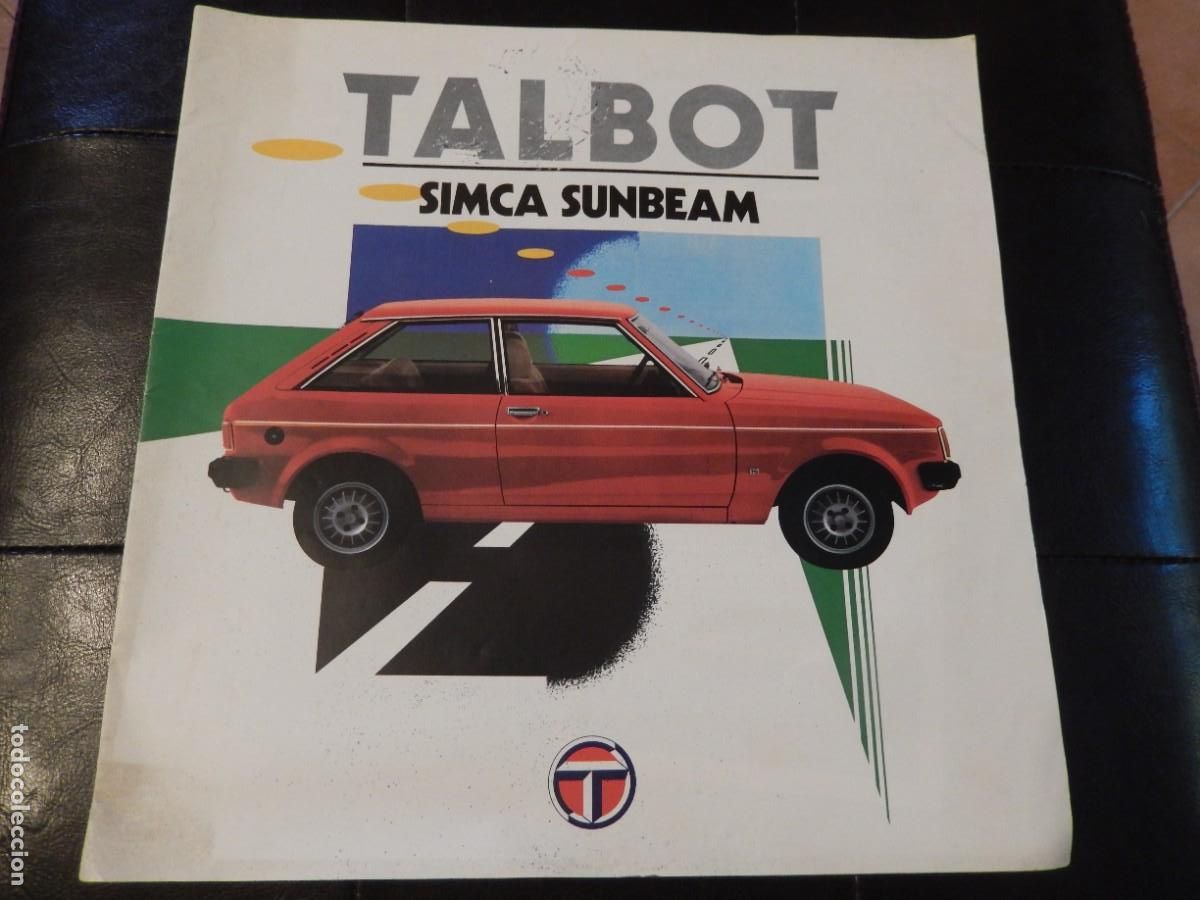 TALBOT
SIMCA SUNBEAM
T
todocoleccion